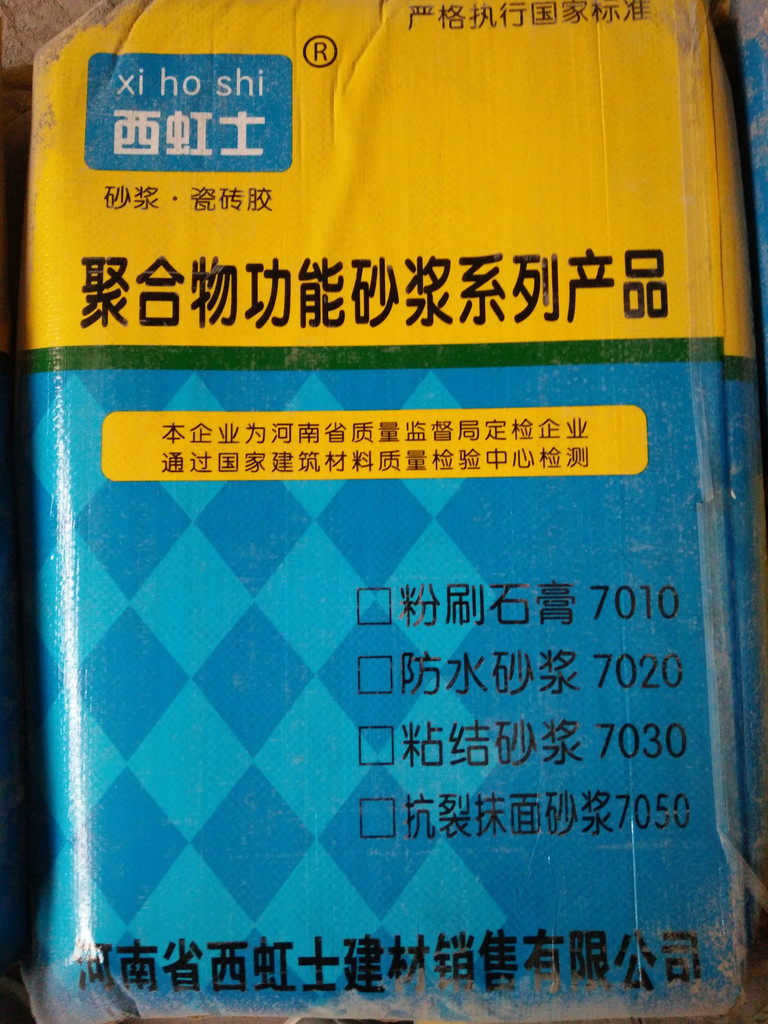 严格执行国家标准
®
xi ho shi
西虹士
砂浆·瓷砖胶
聚合物功能砂浆系列产品
本企业为河南省质量监督局定检企业
通过国家建筑材料质量检验中心检测
□粉刷石膏 7010
□防水砂浆 7020
□粘结砂浆 7030
□抗裂抹面砂浆7050
河南省西虹士建材销售有限公司